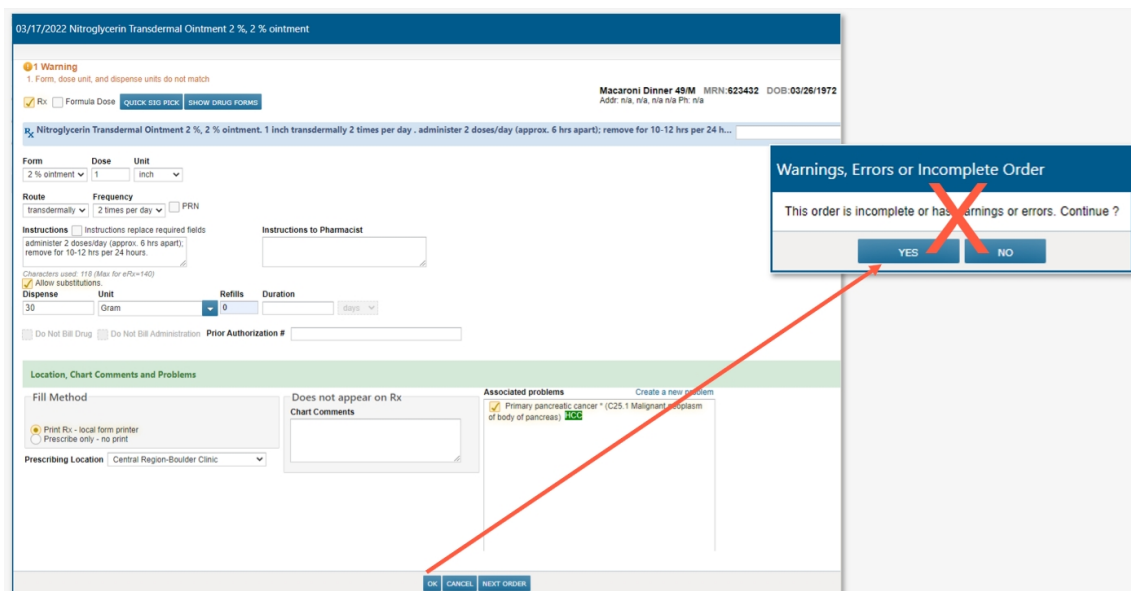 03/17/2022 Nitroglycerin Transdermal Ointment 2 %, 2 % ointment
1 Warning
1. Form, dose unit, and dispense units do not match
Macaroni Dinner 49/M MRN:623432 DOB:03/26/1972
Addr: n/a, n/a, n/a n/a Ph: n/a
Rx Formula Dose QUICK SIG PICK SHOW DRUG FORMS
Rx Nitroglycerin Transdermal Ointment 2 %, 2 % ointment. 1 inch transdermally 2 times per day . administer 2 doses/day (approx. 6 hrs apart); remove for 10-12 hrs per 24 h...
Form Dose Unit
2 % ointment 1 inch
Route Frequency
transdermally 2 times per day PRN
Instructions Instructions replace required fields Instructions to Pharmacist
administer 2 doses/day (approx. 6 hrs apart);
remove for 10-12 hrs per 24 hours.
Characters used: 118 (Max for eRx=140)
Allow substitutions.
Dispense Unit Refills Duration
30 Gram 0 days
Do Not Bill Drug Do Not Bill Administration Prior Authorization #
Location, Chart Comments and Problems
Fill Method
Print Rx - local form printer
Prescribe only - no print
Prescribing Location Central Region-Boulder Clinic
Does not appear on Rx
Chart Comments
Associated problems Create a new problem
Primary pancreatic cancer * (C25.1 Malignant neoplasm
of body of pancreas) HCC
OK CANCEL NEXT ORDER
Warnings, Errors or Incomplete Order
This order is incomplete or has warnings or errors. Continue ?
YES NO